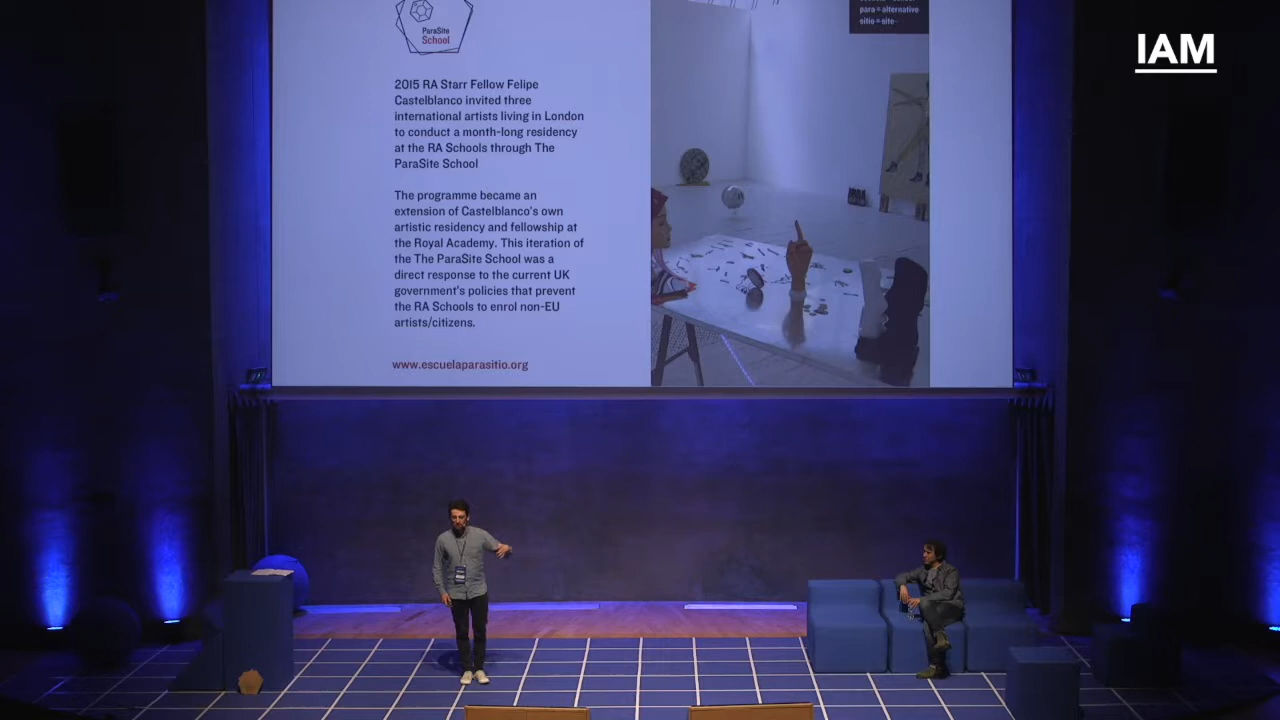 para = alternativo
sitio = site
IAM
ParaSite
School
2015 RA Starr Fellow Felipe
Castelblanco invited three
international artists living in London
to conduct a month-long residency
at the RA Schools through The
ParaSite School
The programme became an
extension of Castelblanco's own
artistic residency and fellowship at
the Royal Academy. This iteration of
the The ParaSite School was a
direct response to the current UK
government's policies that prevent
the RA Schools to enrol non-EU
artists/citizens.
www.escuelaparasitio.org